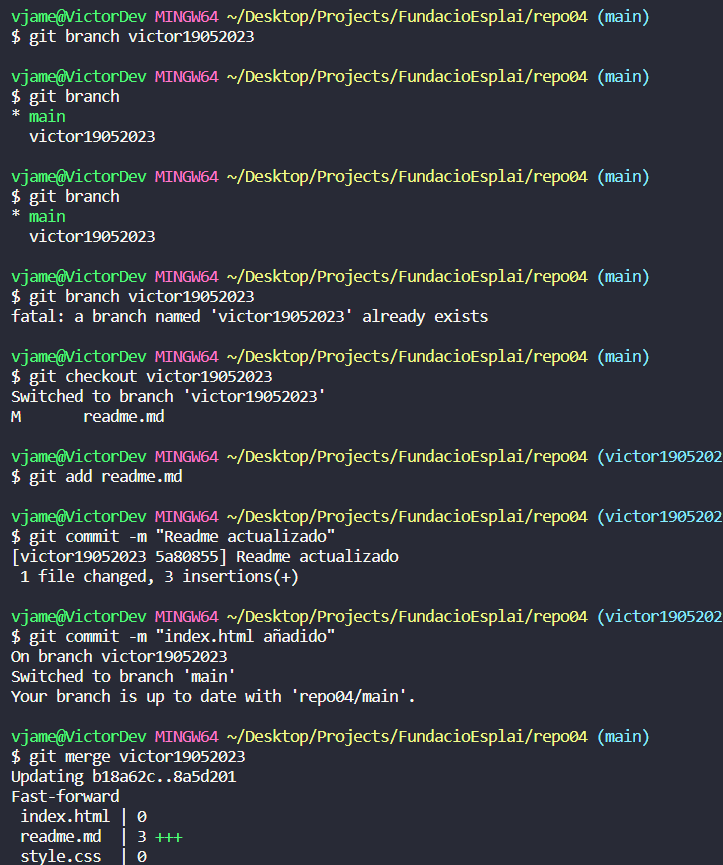 vjame@VictorDev MINGW64 ~/Desktop/Projects/FundacioEsplai/repo04 (main)
$ git branch victor19052023
vjame@VictorDev MINGW64 ~/Desktop/Projects/FundacioEsplai/repo04 (main)
$ git branch
* main
victor19052023
vjame@VictorDev MINGW64 ~/Desktop/Projects/FundacioEsplai/repo04 (main)
$ git branch
* main
victor19052023
vjame@VictorDev MINGW64 ~/Desktop/Projects/FundacioEsplai/repo04 (main)
$ git branch victor19052023
fatal: a branch named 'victor19052023' already exists
vjame@VictorDev MINGW64 ~/Desktop/Projects/FundacioEsplai/repo04 (main)
$ git checkout victor19052023
Switched to branch 'victor19052023'
M readme.md
vjame@VictorDev MINGW64 ~/Desktop/Projects/FundacioEsplai/repo04 (victor1905202
$ git add readme.md
vjame@VictorDev MINGW64 ~/Desktop/Projects/FundacioEsplai/repo04 (victor1905202
$ git commit -m "Readme actualizado"
[victor19052023 5a80855] Readme actualizado
1 file changed, 3 insertions(+)
vjame@VictorDev MINGW64 ~/Desktop/Projects/FundacioEsplai/repo04 (victor1905202
$ git commit -m "index.html añadido"
On branch victor19052023
Switched to branch 'main'
Your branch is up to date with 'repo04/main'.
vjame@VictorDev MINGW64 ~/Desktop/Projects/FundacioEsplai/repo04 (main)
$ git merge victor19052023
Updating b18a62c..8a5d201
Fast-forward
index.html | 0
readme.md | 3 +++
style.css | 0